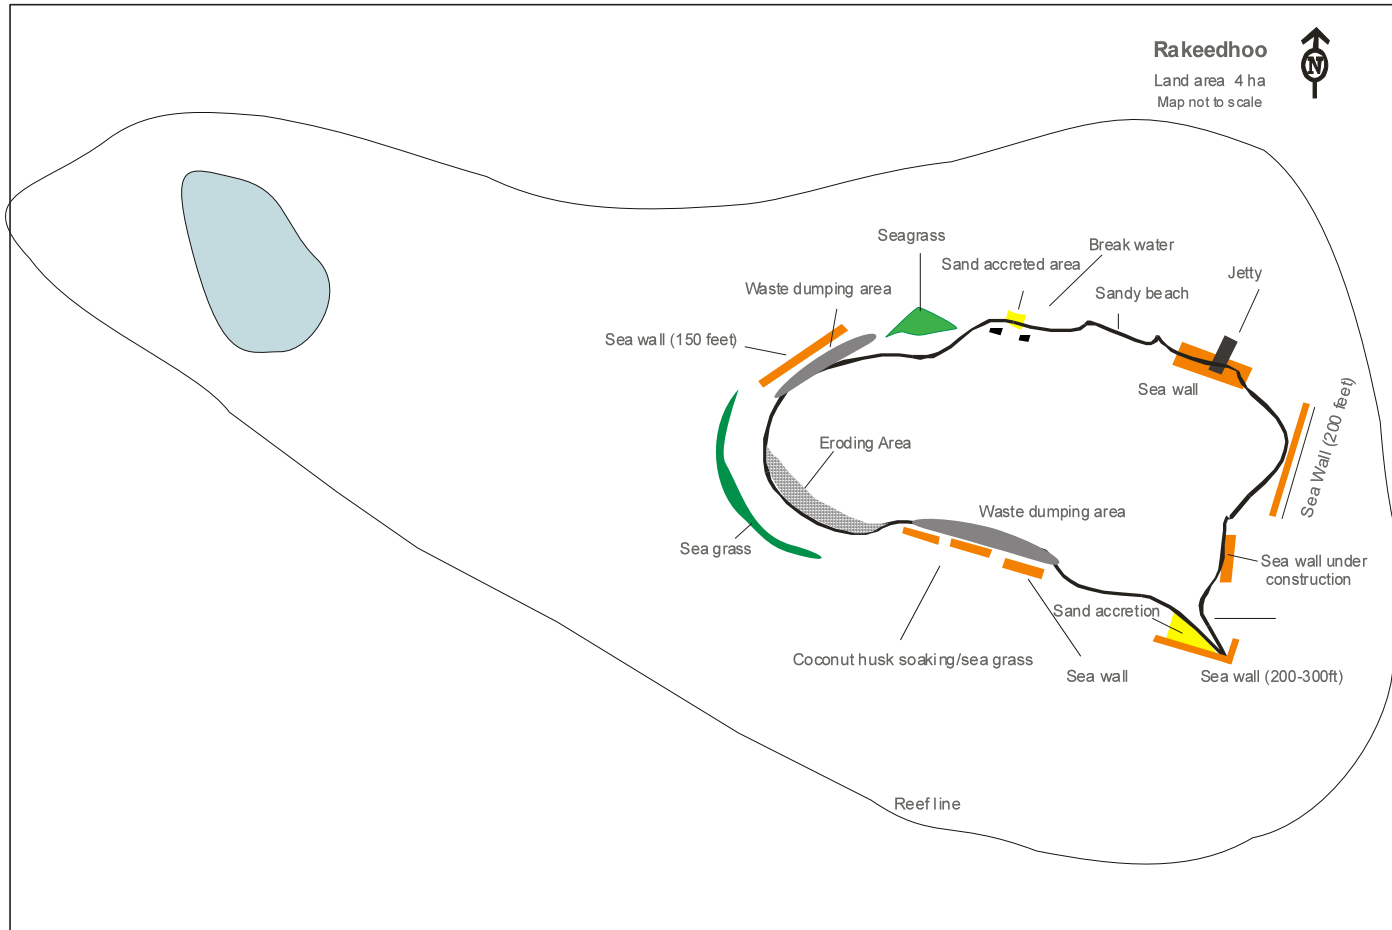 Rakeedhoo
N
Land area 4 ha
Map not to scale
Seagrass
Break water
Sand accreted area
Jetty
Waste dumping area
Sandy beach
Sea wall (150 feet)
Sea wall
Sea Wall (200 feet)
Eroding Area
Waste dumping area
Sea grass
Sea wall under
construction
Sand accretion
Coconut husk soaking/sea grass
Sea wall
Sea wall (200-300ft)
Reef line